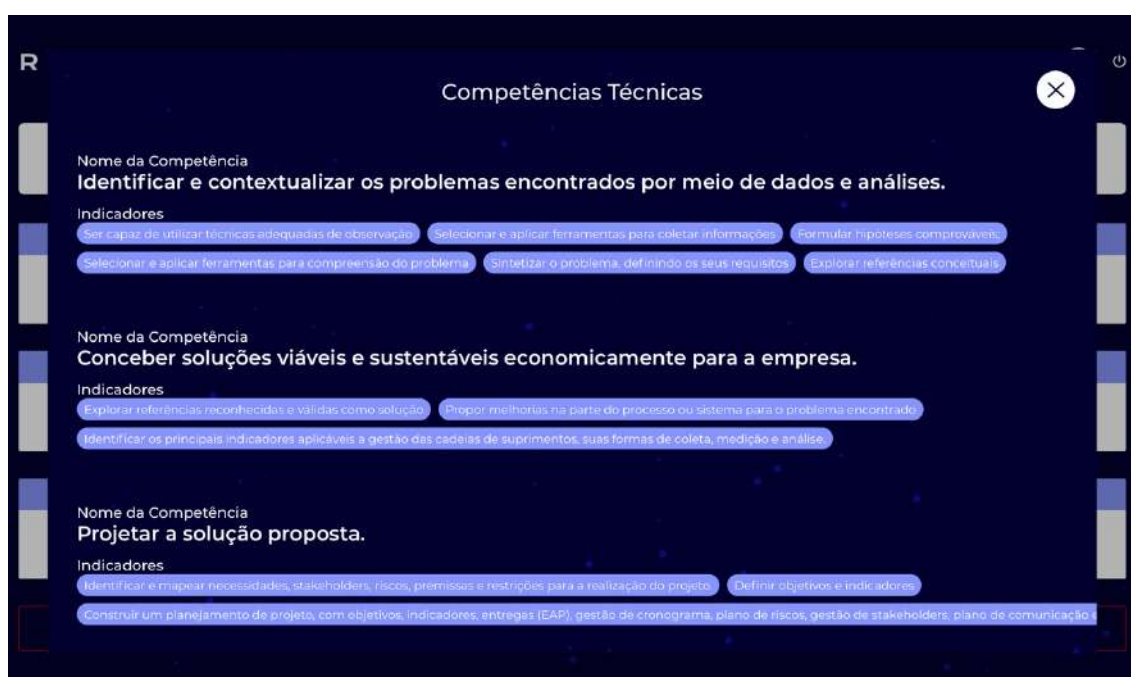 R
Competências Técnicas
Nome da Competência
Identificar e contextualizar os problemas encontrados por meio de dados e análises.
Indicadores
Ser capaz de utilizar técnicas adequadas de observação Selecionar e aplicar ferramentas para coletar informações Formular hipóteses comprováveis;
Selecionar e aplicar ferramentas para compreensão do problema Sintetizar o problema, definindo os seus requisitos Explorar referências conceituais
Nome da Competência
Conceber soluções viáveis e sustentáveis economicamente para a empresa.
Indicadores
Explorar referências reconhecidas e válidas como solução Propor melhorias na parte do processo ou sistema para o problema encontrado
Identificar os principais indicadores aplicáveis a gestão das cadeias de suprimentos, suas formas de coleta, medição e análise.
Nome da Competência
Projetar a solução proposta.
Indicadores
Identificar e mapear necessidades, stakeholders, riscos, premissas e restrições para a realização do projeto Definir objetivos e indicadores
Construir um planejamento de projeto, com objetivos, indicadores, entregas (EAP), gestão de cronograma, plano de riscos, gestão de stakeholders, plano de comunicação e